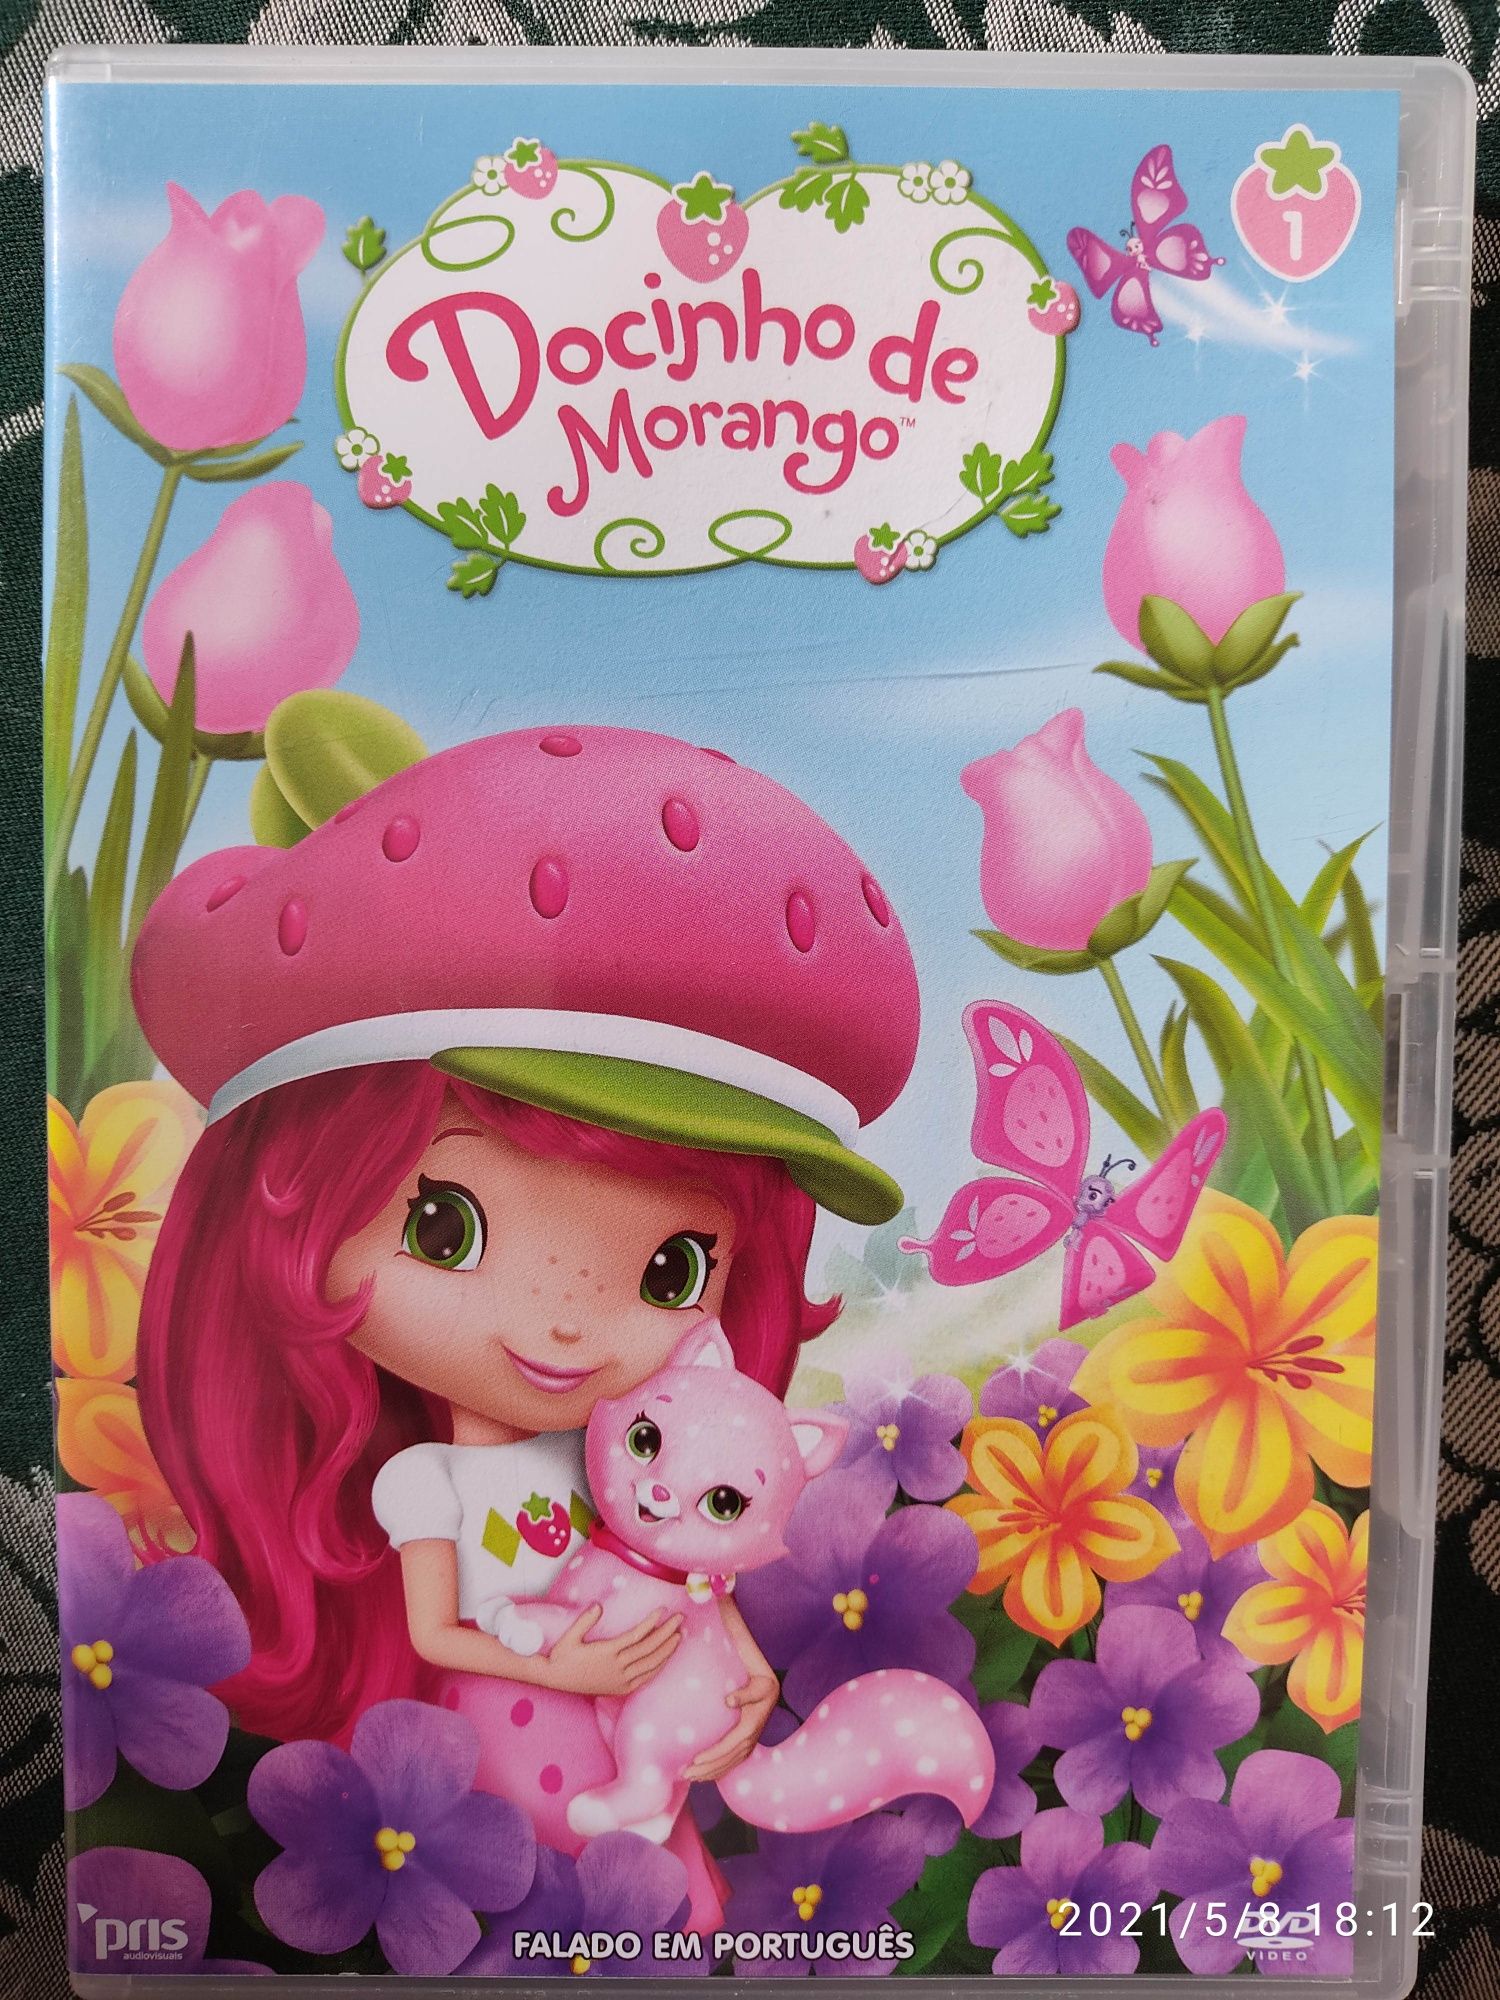 1
Docinho de
Morango™
pris
audiovisuais
FALADO EM PORTUGUÊS
2021/5/8 18:12
DVD
VIDEO